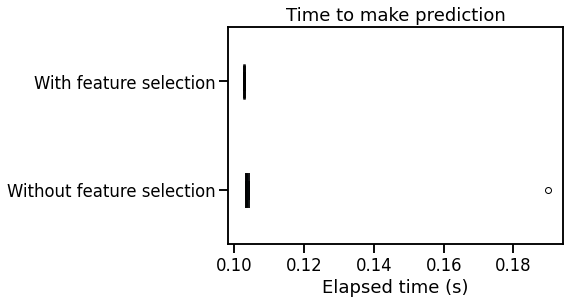 Time to make prediction
With feature selection
Without feature selection
0.10 0.12 0.14 0.16 0.18
Elapsed time (s)